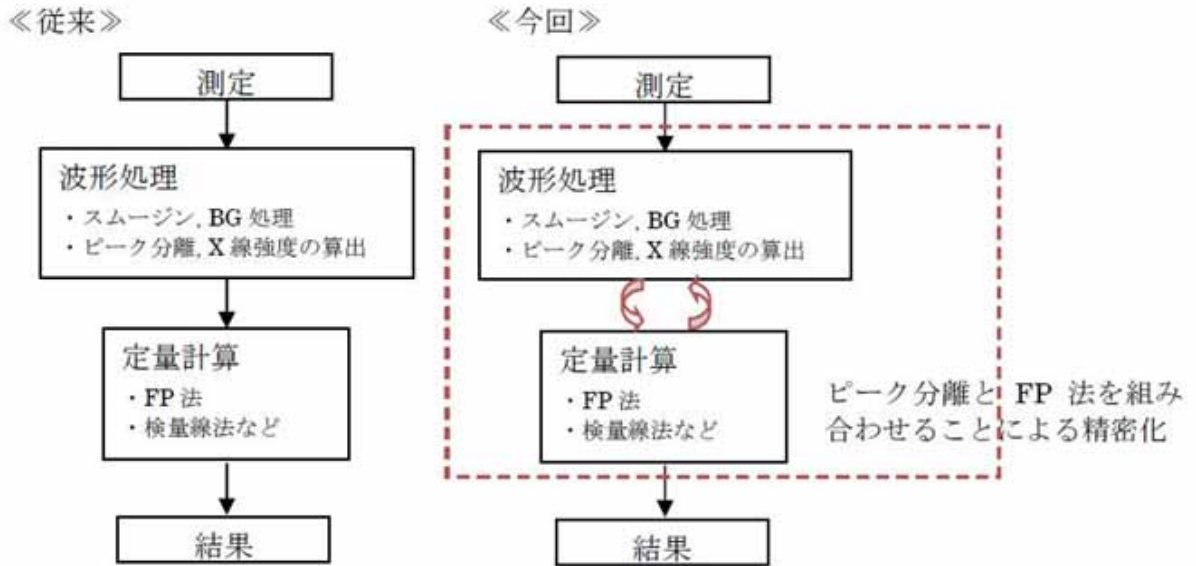 ≪従来≫
測定
波形処理
・スムージン, BG 処理
・ピーク分離, X 線強度の算出
定量計算
・FP 法
・検量線法など
結果
≪今回≫
測定
波形処理
・スムージン, BG 処理
・ピーク分離, X 線強度の算出
定量計算
・FP 法
・検量線法など
ピーク分離と FP 法を組み
合わせることによる精密化
結果